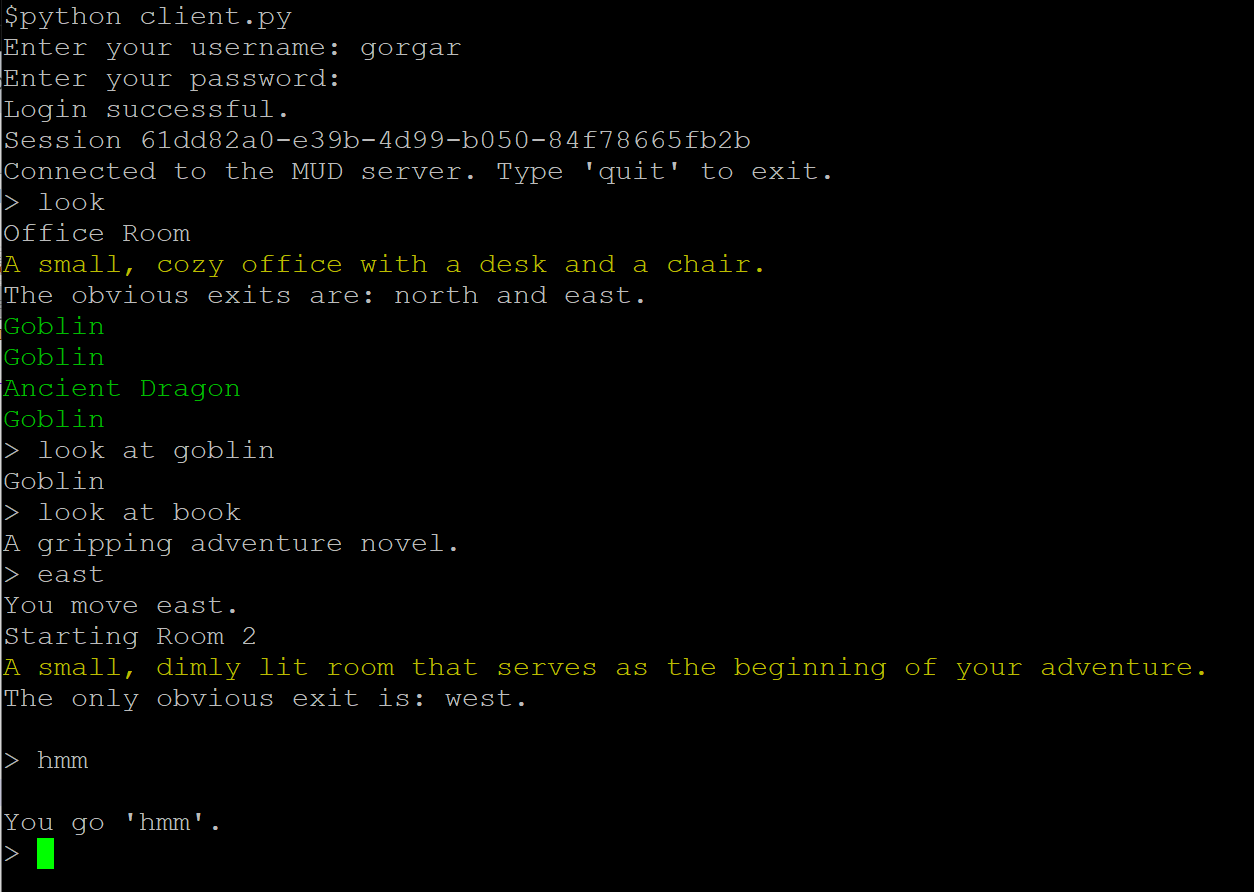 $python client.py
Enter your username: gorgar
Enter your password:
Login successful.
Session 61dd82a0-e39b-4d99-b050-84f78665fb2b
Connected to the MUD server. Type 'quit' to exit.
> look
Office Room
A small, cozy office with a desk and a chair.
The obvious exits are: north and east.
Goblin
Goblin
Ancient Dragon
Goblin
> look at goblin
Goblin
> look at book
A gripping adventure novel.
> east
You move east.
Starting Room 2
A small, dimly lit room that serves as the beginning of your adventure.
The only obvious exit is: west.
> hmm
You go 'hmm'.
>